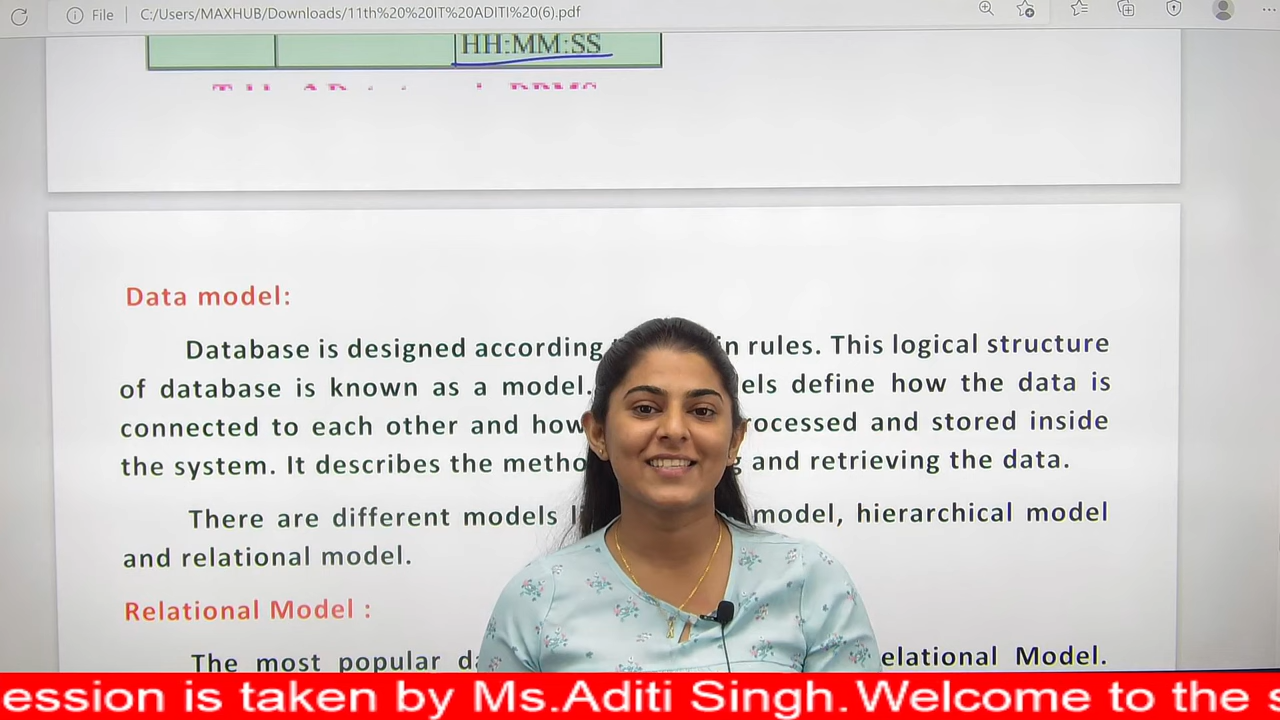 File C:/Users/MAXHUB/Downloads/11th%20%20IT%20ADITI%20(6).pdf
HH:MM:SS
Data model:
Database is designed according in rules. This logical structure
of database is known as a model. els define how the data is
connected to each other and how rocessed and stored inside
the system. It describes the metho g and retrieving the data.
There are different models l model, hierarchical model
and relational model.
Relational Model :
The most popular da elational Model.
ession is taken by Ms.Aditi Singh.Welcome to the s